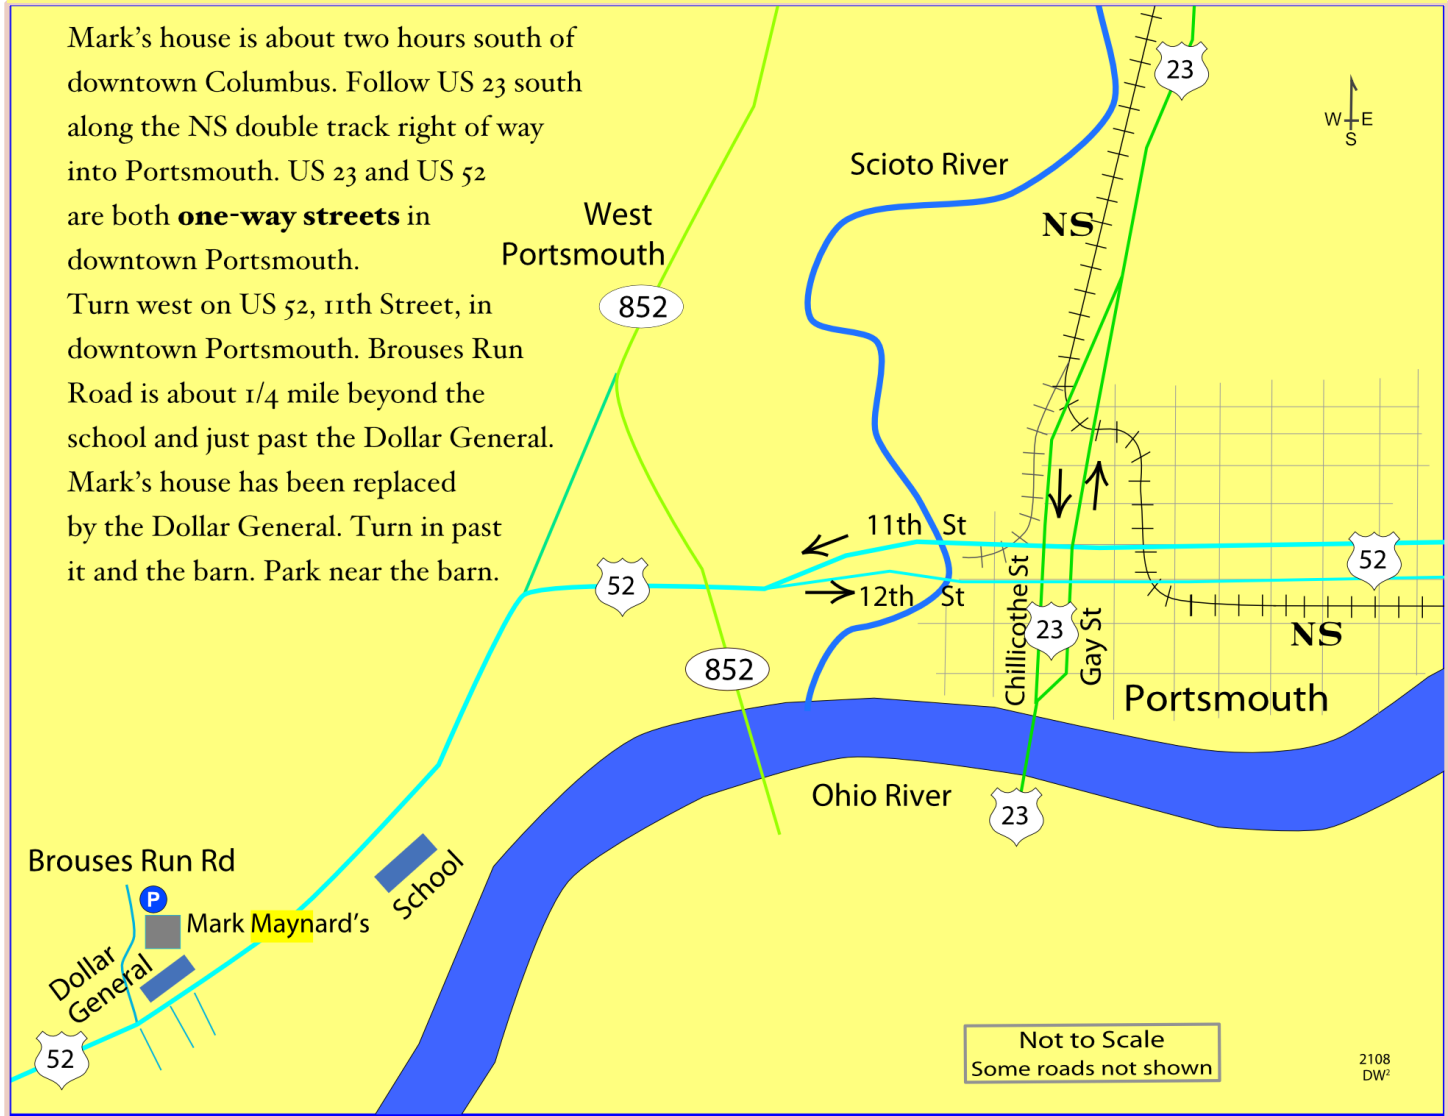 Mark's house is about two hours south of
downtown Columbus. Follow US 23 south
along the NS double track right of way
into Portsmouth. US 23 and US 52
are both one-way streets in
downtown Portsmouth.
Turn west on US 52, 11th Street, in
downtown Portsmouth. Brouses Run
Road is about 1/4 mile beyond the
school and just past the Dollar General.
Mark's house has been replaced
by the Dollar General. Turn in past
it and the barn. Park near the barn.
23
W E
S
Scioto River
NS
West
Portsmouth
852
11th St
52
52
12th St
Chillicothe St
23
Gay St
NS
852
Portsmouth
Ohio River
23
Brouses Run Rd
P
School
Mark Maynard's
Dollar
General
52
Not to Scale
Some roads not shown
2108
DW²